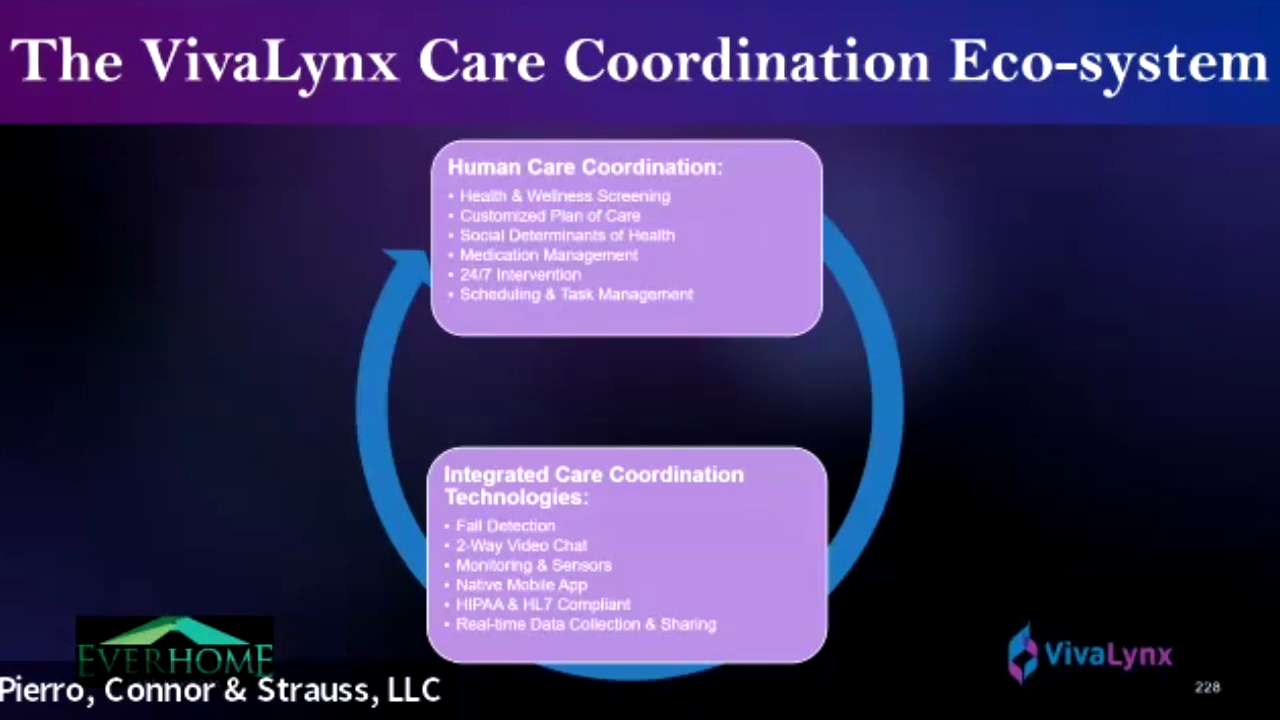 The VivaLynx Care Coordination Eco-system
Human Care Coordination:
• Health & Wellness Screening
• Customized Plan of Care
• Social Determinants of Health
• Medication Management
• 24/7 Intervention
• Scheduling & Task Management
Integrated Care Coordination
Technologies:
• Fall Detection
• 2-Way Video Chat
• Monitoring & Sensors
• Native Mobile App
• HIPAA & HL7 Compliant
• Real-time Data Collection & Sharing
EVERHOME
Pierro, Connor & Strauss, LLC
VivaLynx
228